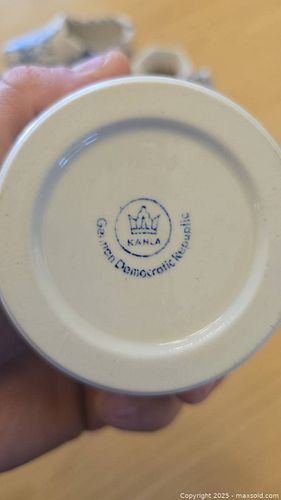 KAHLA
German Democratic Republic
Copyright 2025 - maxsold.com